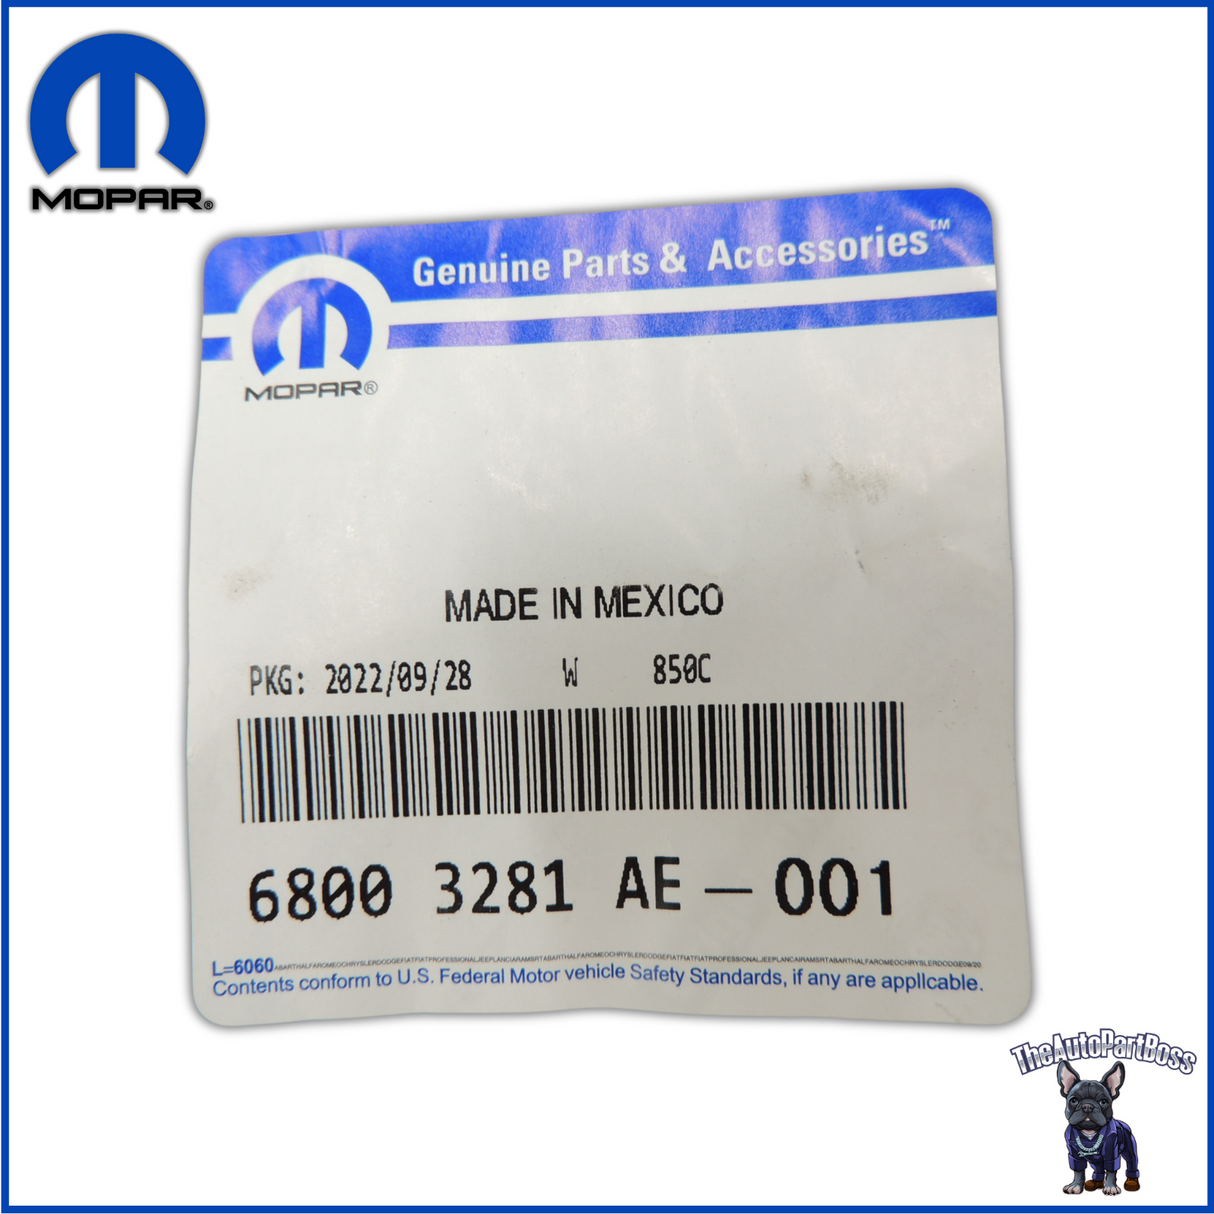 MOPAR®
Genuine Parts & Accessories™
MOPAR®
MADE IN MEXICO
PKG: 2022/09/28 W 850C
6800 3281 AE – 001
L=6060
Contents conform to U.S. Federal Motor vehicle Safety Standards, if any are applicable.
TheAutoPartBoss